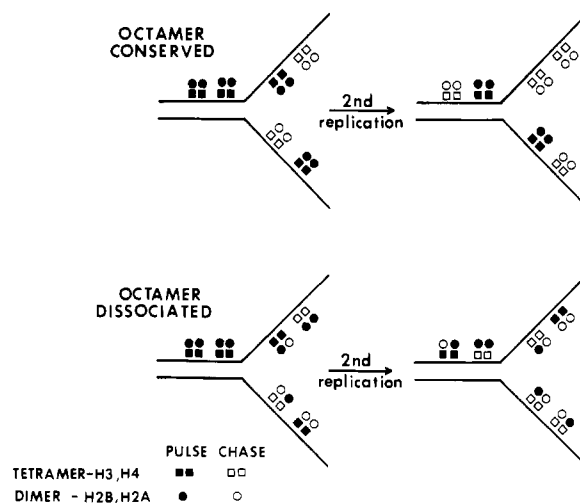 OCTAMER
CONSERVED
2nd
replication
OCTAMER
DISSOCIATED
2nd
replication
PULSE CHASE
TETRAMER-H3,H4
DIMER - H2B,H2A